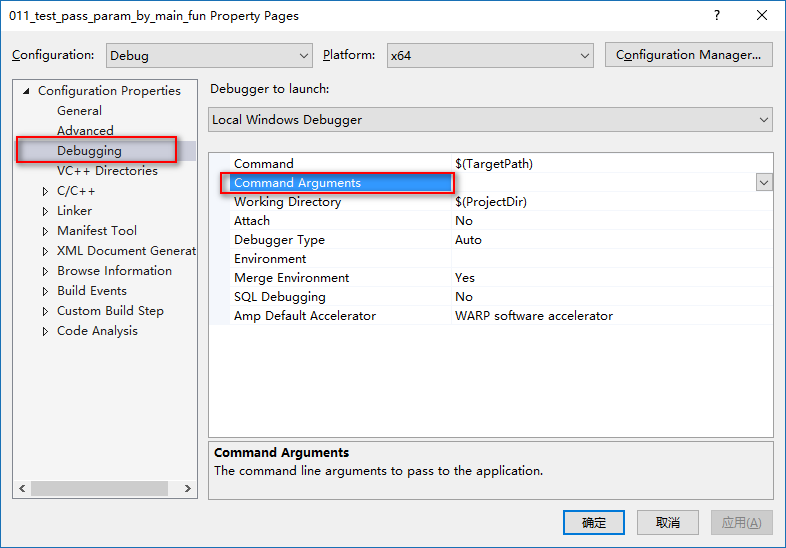 011_test_pass_param_by_main_fun Property Pages
Configuration: Debug Platform: x64 Configuration Manager...
Configuration Properties
General
Advanced
Debugging
VC++ Directories
C/C++
Linker
Manifest Tool
XML Document Generat
Browse Information
Build Events
Custom Build Step
Code Analysis
Debugger to launch:
Local Windows Debugger
Command $(TargetPath)
Command Arguments
Working Directory $(ProjectDir)
Attach No
Debugger Type Auto
Environment
Merge Environment Yes
SQL Debugging No
Amp Default Accelerator WARP software accelerator
Command Arguments
The command line arguments to pass to the application.
确定 取消 应用(A)